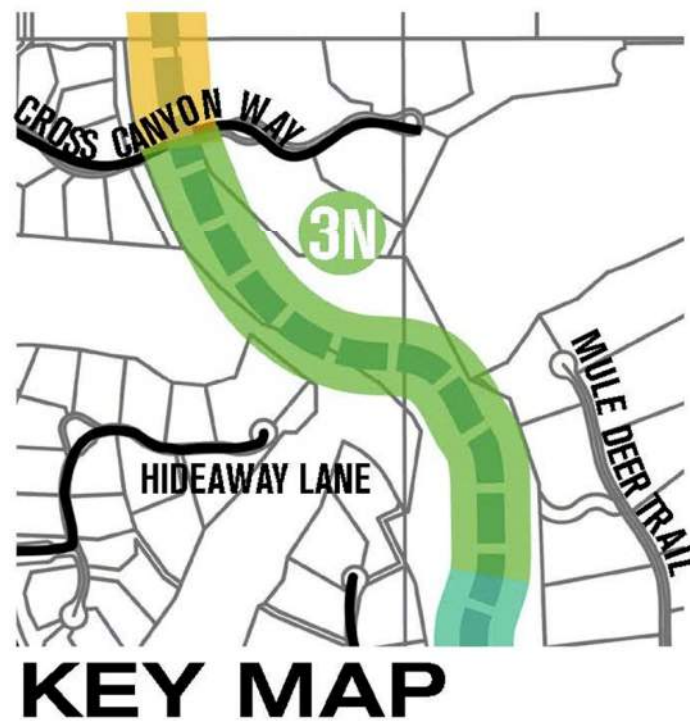 CROSS CANYON WAY
3N
MULE DEER TRAIL
HIDEAWAY LANE
KEY MAP